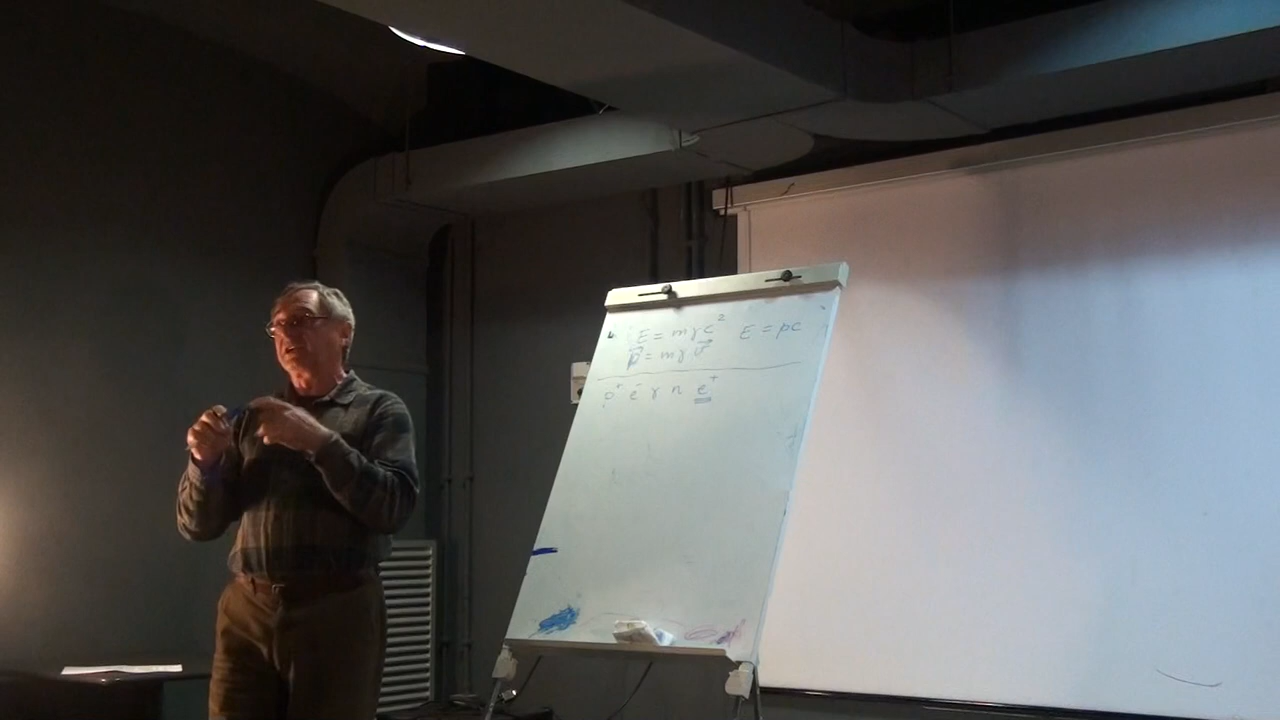 E = mγc² E = pc
p⃗ = mγv⃗
p⁺ e⁻ γ n e⁺